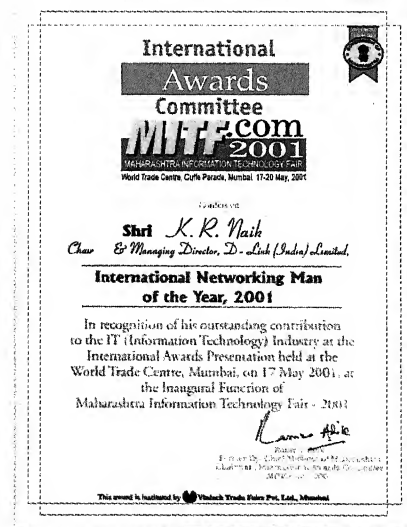 International
Awards
Committee
MITF.com
2001
MAHARASHTRA INFORMATION TECHNOLOGY FAIR
World Trade Centre, Cuffe Parade, Mumbai. 17-20 May, 2001
Shri K. R. Naik
Chair & Managing Director, D - Link (India) Limited,
International Networking Man
of the Year, 2001
In recognition of his outstanding contribution
to the IT (Information Technology) Industry at the
International Awards Presentation held at the
World Trade Centre, Mumbai, on 17 May 2001, at
the Inaugural Function of
Maharashtra Information Technology Fair - 2001
This award is instituted by Vintech Trade Fairs Pvt. Ltd., Mumbai